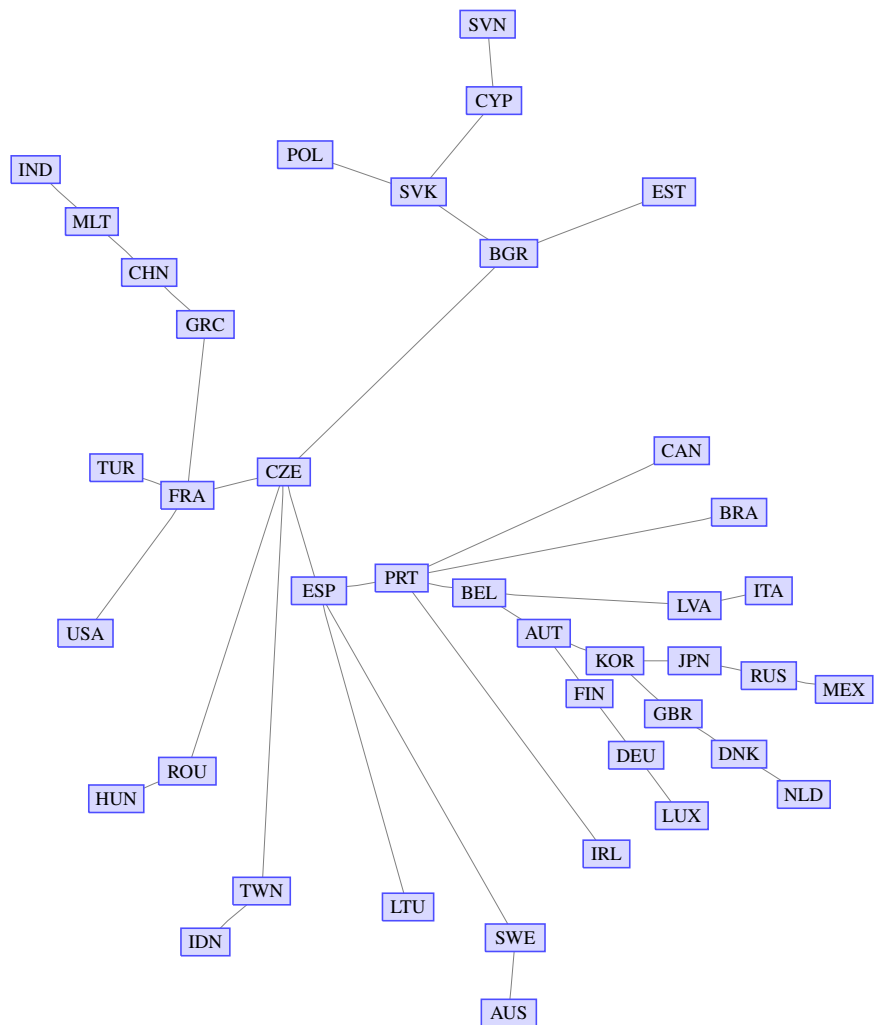 SVN
CYP
POL
IND
SVK
EST
MLT
BGR
CHN
GRC
CAN
TUR
CZE
FRA
BRA
PRT
ESP
BEL
ITA
LVA
USA
AUT
KOR
JPN
RUS
MEX
FIN
GBR
DEU
DNK
ROU
HUN
NLD
LUX
IRL
TWN
LTU
IDN
SWE
AUS